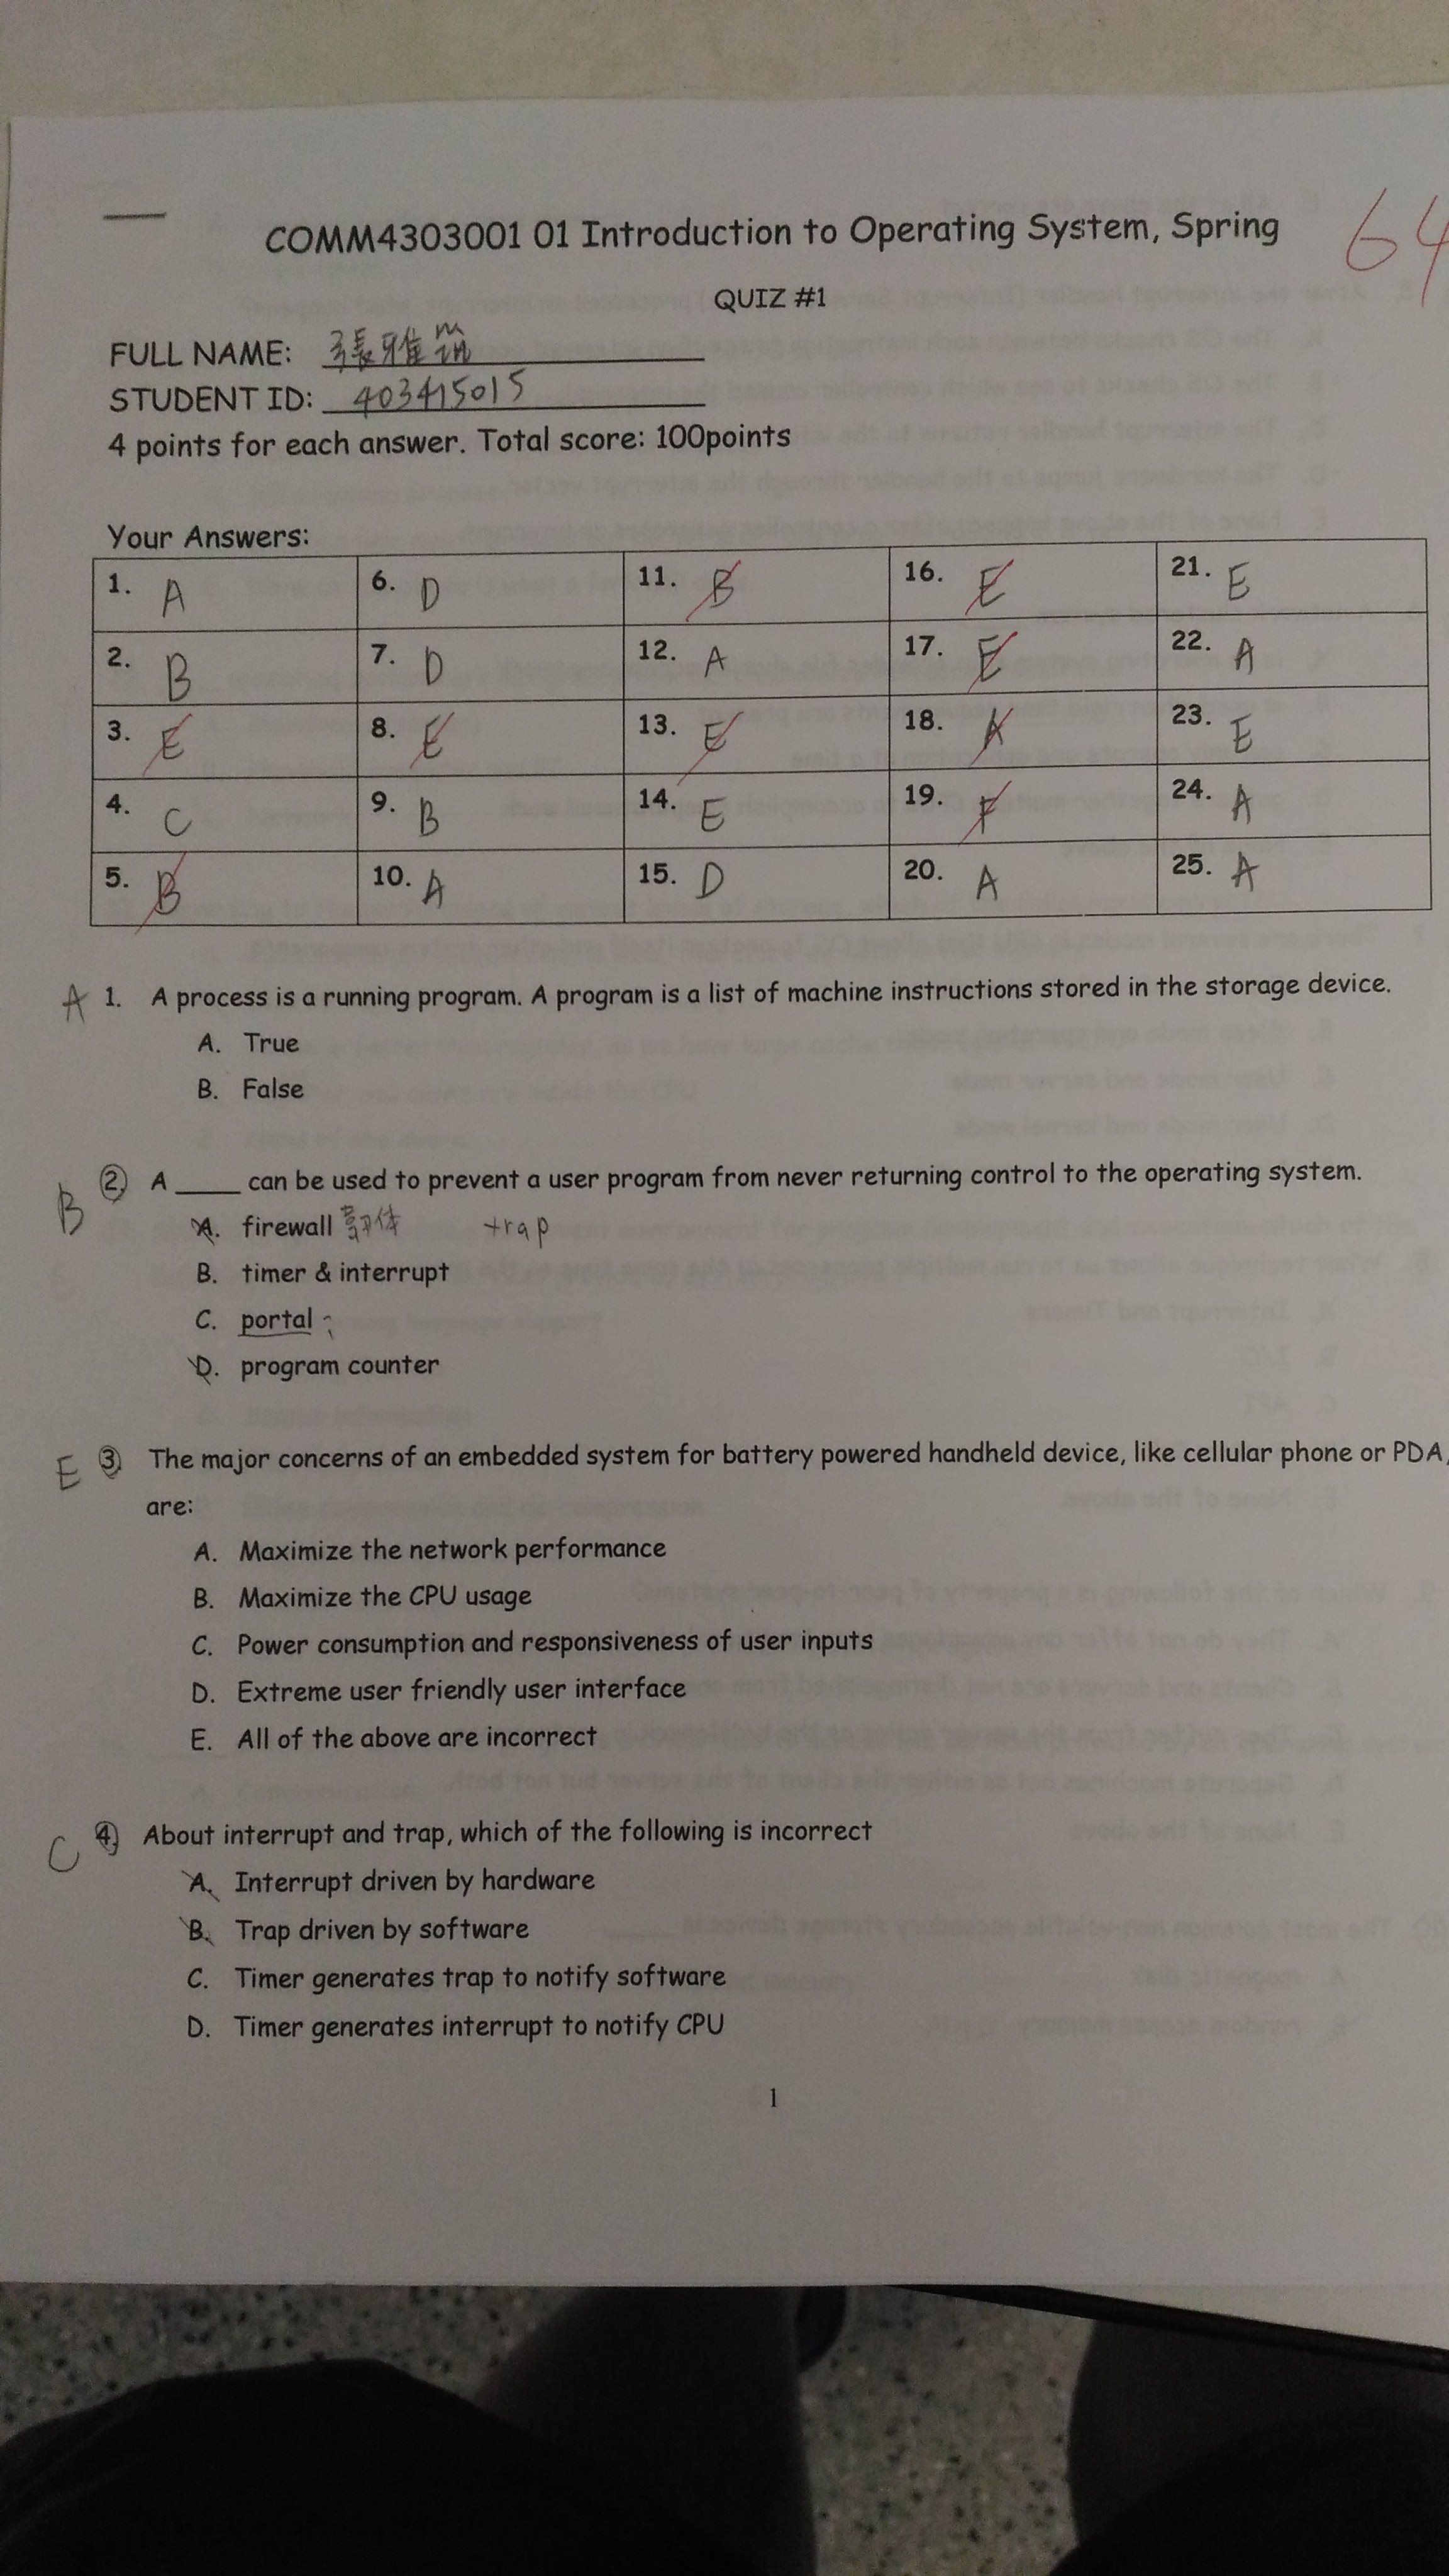 COMM4303001 01 Introduction to Operating System, Spring
64
QUIZ #1
FULL NAME: 張雅筑
STUDENT ID: 403415015
4 points for each answer. Total score: 100points
Your Answers:
1. A 6. D 11. B 16. E 21. E
2. B 7. D 12. A 17. E 22. A
3. E 8. E 13. E 18. A 23. E
4. C 9. B 14. E 19. F 24. A
5. B 10. A 15. D 20. A 25. A
A 1. A process is a running program. A program is a list of machine instructions stored in the storage device.
A. True
B. False
B 2. A ____ can be used to prevent a user program from never returning control to the operating system.
A. firewall 韌体 trap
B. timer & interrupt
C. portal
D. program counter
E 3. The major concerns of an embedded system for battery powered handheld device, like cellular phone or PDA,
are:
A. Maximize the network performance
B. Maximize the CPU usage
C. Power consumption and responsiveness of user inputs
D. Extreme user friendly user interface
E. All of the above are incorrect
C 4. About interrupt and trap, which of the following is incorrect
A. Interrupt driven by hardware
B. Trap driven by software
C. Timer generates trap to notify software
D. Timer generates interrupt to notify CPU
1